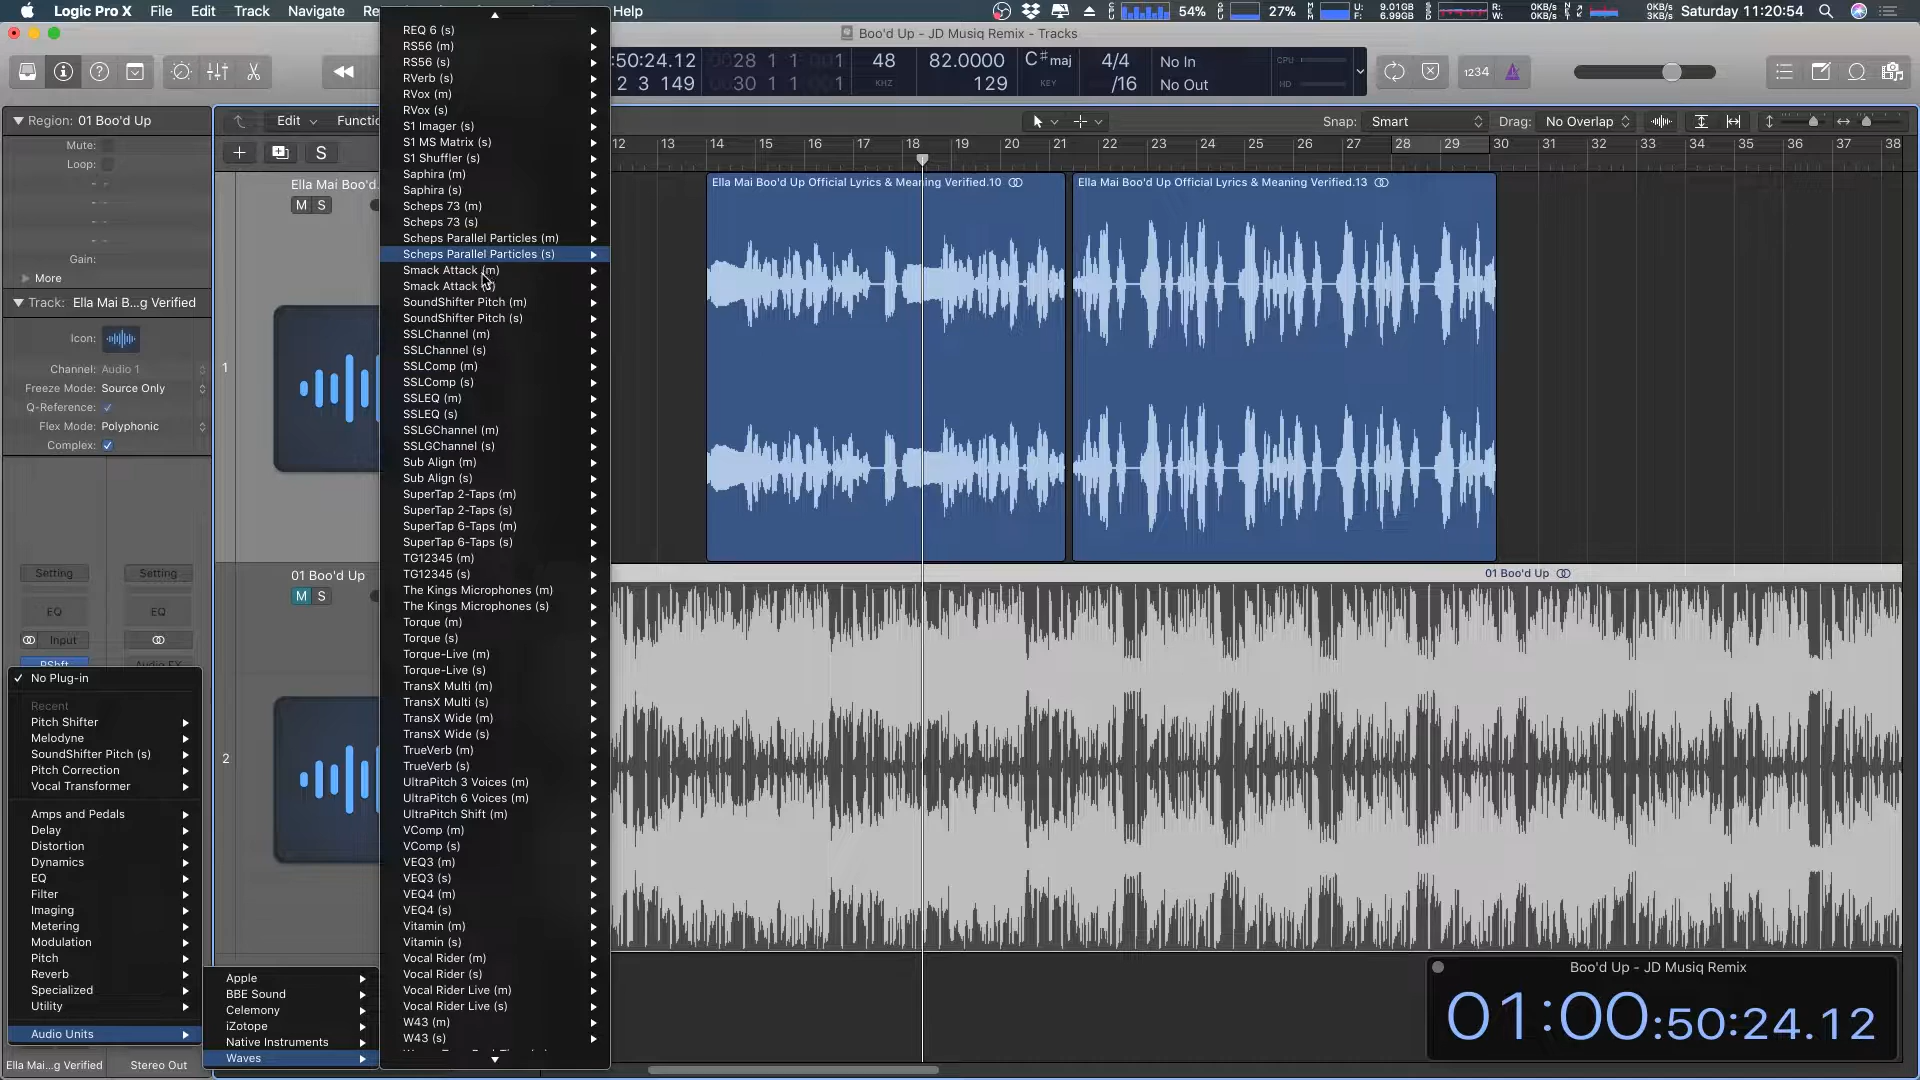 Logic Pro X File Edit Track Navigate Re Help 54% 27% U: 9.01GB F: 6.99GB R: 0KB/s W: 0KB/s 0KB/s 3KB/s Saturday 11:20:54
Boo'd Up - JD Musiq Remix - Tracks
:50:24.12 0028 1 1 001 48 82.0000 C♯maj 4/4 No In CPU 1234
2 3 149 0030 1 1 001 KHZ 129 KEY /16 No Out HD
Region: 01 Boo'd Up
Mute:
Loop:
Gain:
More
Track: Ella Mai B...g Verified
Icon:
Channel: Audio 1
Freeze Mode: Source Only
Q-Reference:
Flex Mode: Polyphonic
Complex:
Setting Setting
EQ EQ
Input
Audio FX
No Plug-in
Recent
Pitch Shifter
Melodyne
SoundShifter Pitch (s)
Pitch Correction
Vocal Transformer
Amps and Pedals
Delay
Distortion
Dynamics
EQ
Filter
Imaging
Metering
Modulation
Pitch
Reverb
Specialized
Utility
Audio Units
Ella Mai...g Verified Stereo Out
Apple
BBE Sound
Celemony
iZotope
Native Instruments
Waves
Edit Functio
S
Ella Mai Boo'd
M S
1
01 Boo'd Up
M S
2
REQ 6 (s)
RS56 (m)
RS56 (s)
RVerb (s)
RVox (m)
RVox (s)
S1 Imager (s)
S1 MS Matrix (s)
S1 Shuffler (s)
Saphira (m)
Saphira (s)
Scheps 73 (m)
Scheps 73 (s)
Scheps Parallel Particles (m)
Scheps Parallel Particles (s)
Smack Attack (m)
Smack Attack
SoundShifter Pitch (m)
SoundShifter Pitch (s)
SSLChannel (m)
SSLChannel (s)
SSLComp (m)
SSLComp (s)
SSLEQ (m)
SSLEQ (s)
SSLGChannel (m)
SSLGChannel (s)
Sub Align (m)
Sub Align (s)
SuperTap 2-Taps (m)
SuperTap 2-Taps (s)
SuperTap 6-Taps (m)
SuperTap 6-Taps (s)
TG12345 (m)
TG12345 (s)
The Kings Microphones (m)
The Kings Microphones (s)
Torque (m)
Torque (s)
Torque-Live (m)
Torque-Live (s)
TransX Multi (m)
TransX Multi (s)
TransX Wide (m)
TransX Wide (s)
TrueVerb (m)
TrueVerb (s)
UltraPitch 3 Voices (m)
UltraPitch 6 Voices (m)
UltraPitch Shift (m)
VComp (m)
VComp (s)
VEQ3 (m)
VEQ3 (s)
VEQ4 (m)
VEQ4 (s)
Vitamin (m)
Vitamin (s)
Vocal Rider (m)
Vocal Rider (s)
Vocal Rider Live (m)
Vocal Rider Live (s)
W43 (m)
W43 (s)
Snap: Smart Drag: No Overlap
12 13 14 15 16 17 18 19 20 21 22 23 24 25 26 27 28 29 30 31 32 33 34 35 36 37 38
Ella Mai Boo'd Up Official Lyrics & Meaning Verified.10 Ella Mai Boo'd Up Official Lyrics & Meaning Verified.13
01 Boo'd Up
Boo'd Up - JD Musiq Remix
01:00:50:24.12